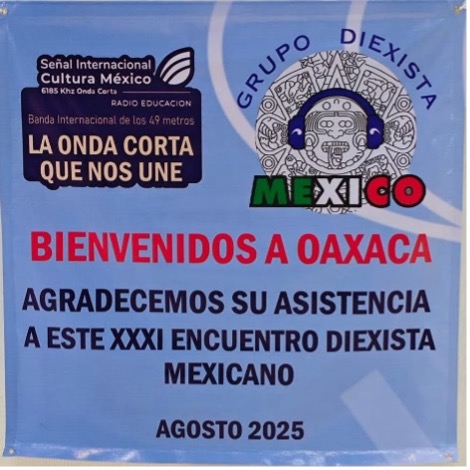 Señal Internacional
Cultura México
6185 Khz Onda Corta
RADIO EDUCACION
Banda Internacional de los 49 metros
LA ONDA CORTA
QUE NOS UNE
GRUPO DIEXISTA
MEXICO
BIENVENIDOS A OAXACA
AGRADECEMOS SU ASISTENCIA
A ESTE XXXI ENCUENTRO DIEXISTA
MEXICANO
AGOSTO 2025